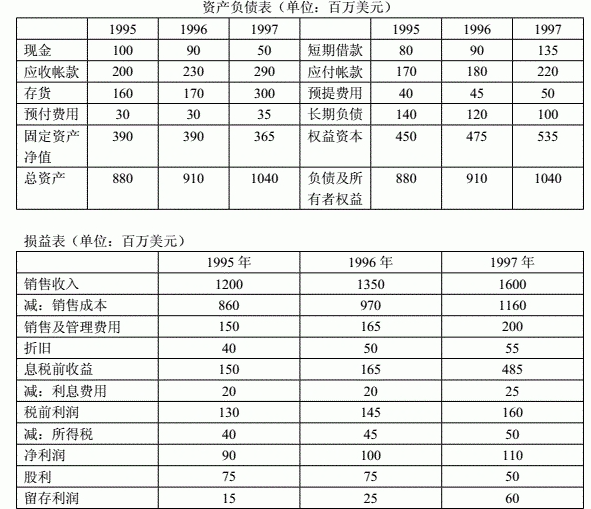 资产负债表（单位：百万美元）
1995 1996 1997 1995 1996 1997
现金 100 90 50 短期借款 80 90 135
应收帐款 200 230 290 应付帐款 170 180 220
存货 160 170 300 预提费用 40 45 50
预付费用 30 30 35 长期负债 140 120 100
固定资产 390 390 365 权益资本 450 475 535
净值
总资产 880 910 1040 负债及所 880 910 1040
有者权益
损益表（单位：百万美元）
1995 年 1996 年 1997 年
销售收入 1200 1350 1600
减：销售成本 860 970 1160
销售及管理费用 150 165 200
折旧 40 50 55
息税前收益 150 165 485
减：利息费用 20 20 25
税前利润 130 145 160
减：所得税 40 45 50
净利润 90 100 110
股利 75 75 50
留存利润 15 25 60